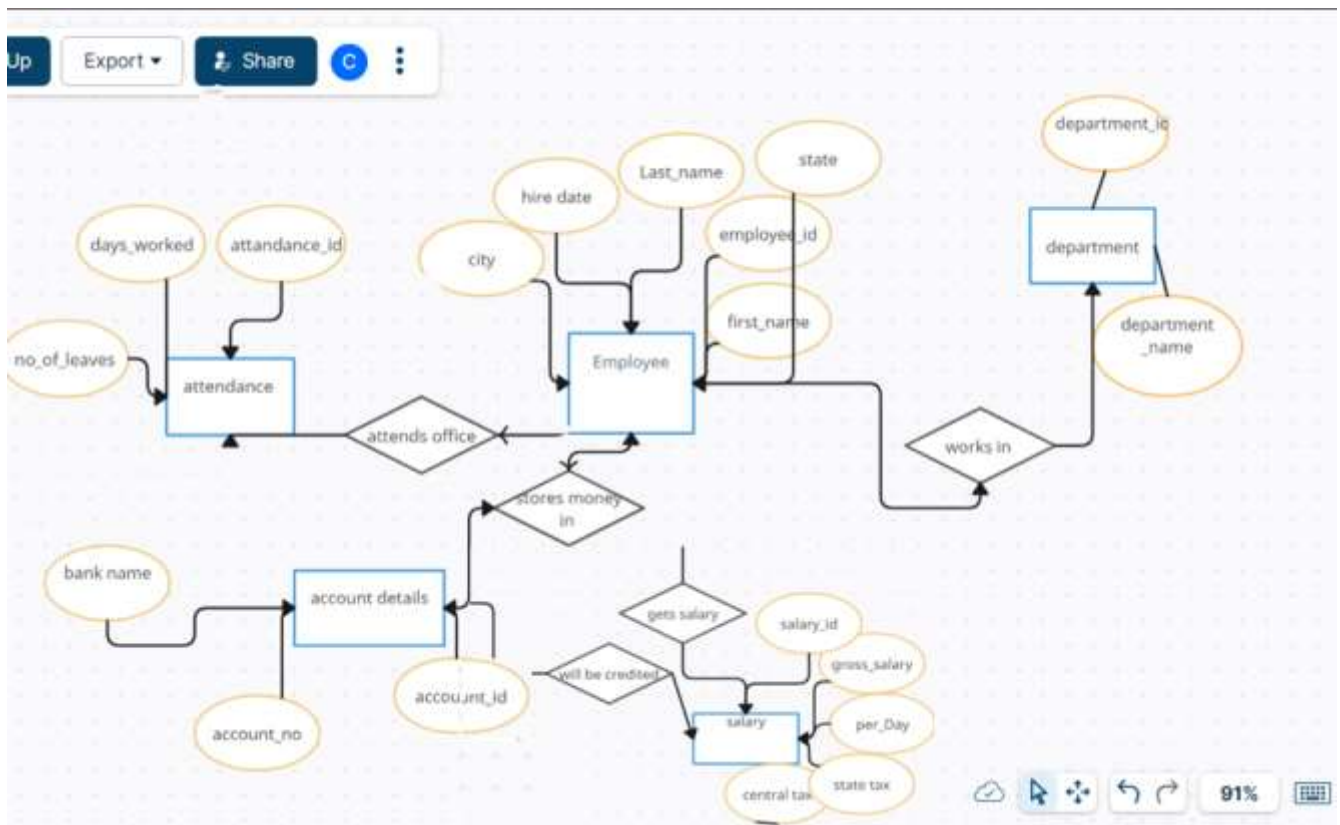 Up
Export
Share
C
department_id
state
Last_name
hire date
employee_id
days_worked
attandance_id
city
department
first_name
department
_name
no_of_leaves
Employee
attendance
attends office
works in
stores money
in
bank name
account details
gets salary
salary_id
gross_salary
will be credited
account_id
salary
per_Day
account_no
state tax
central tax
91%